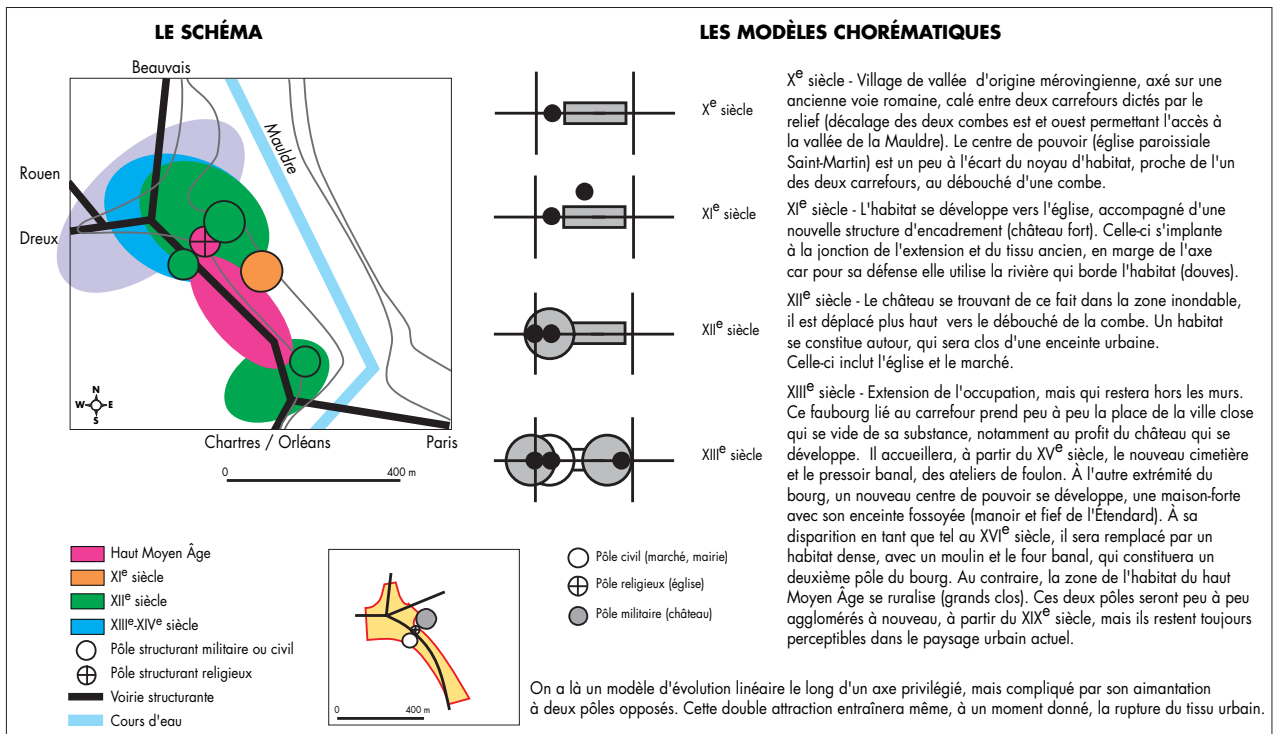 LE SCHÉMA
Beauvais
Mauldre
Rouen
Dreux
N
W E
S
Chartres / Orléans
Paris
0
400 m
Haut Moyen Âge
XIe siècle
XIIe siècle
XIIIe-XIVe siècle
Pôle structurant militaire ou civil
Pôle structurant religieux
Voirie structurante
Cours d'eau
0
400 m
Pôle civil (marché, mairie)
Pôle religieux (église)
Pôle militaire (château)
LES MODÈLES CHORÉMATIQUES
Xe siècle
XIe siècle
XIIe siècle
XIIIe siècle
Xe siècle - Village de vallée d'origine mérovingienne, axé sur une
ancienne voie romaine, calé entre deux carrefours dictés par le
relief (décalage des deux combes est et ouest permettant l'accès à
la vallée de la Mauldre). Le centre de pouvoir (église paroissiale
Saint-Martin) est un peu à l'écart du noyau d'habitat, proche de l'un
des deux carrefours, au débouché d'une combe.
XIe siècle - L'habitat se développe vers l'église, accompagné d'une
nouvelle structure d'encadrement (château fort). Celle-ci s'implante
à la jonction de l'extension et du tissu ancien, en marge de l'axe
car pour sa défense elle utilise la rivière qui borde l'habitat (douves).
XIIe siècle - Le château se trouvant de ce fait dans la zone inondable,
il est déplacé plus haut vers le débouché de la combe. Un habitat
se constitue autour, qui sera clos d'une enceinte urbaine.
Celle-ci inclut l'église et le marché.
XIIIe siècle - Extension de l'occupation, mais qui restera hors les murs.
Ce faubourg lié au carrefour prend peu à peu la place de la ville close
qui se vide de sa substance, notamment au profit du château qui se
développe. Il accueillera, à partir du XVe siècle, le nouveau cimetière
et le pressoir banal, des ateliers de foulon. À l'autre extrémité du
bourg, un nouveau centre de pouvoir se développe, une maison-forte
avec son enceinte fossoyée (manoir et fief de l'Étendard). À sa
disparition en tant que tel au XVIe siècle, il sera remplacé par un
habitat dense, avec un moulin et le four banal, qui constituera un
deuxième pôle du bourg. Au contraire, la zone de l'habitat du haut
Moyen Âge se ruralise (grands clos). Ces deux pôles seront peu à peu
agglomérés à nouveau, à partir du XIXe siècle, mais ils restent toujours
perceptibles dans le paysage urbain actuel.
On a là un modèle d'évolution linéaire le long d'un axe privilégié, mais compliqué par son aimantation
à deux pôles opposés. Cette double attraction entraînera même, à un moment donné, la rupture du tissu urbain.